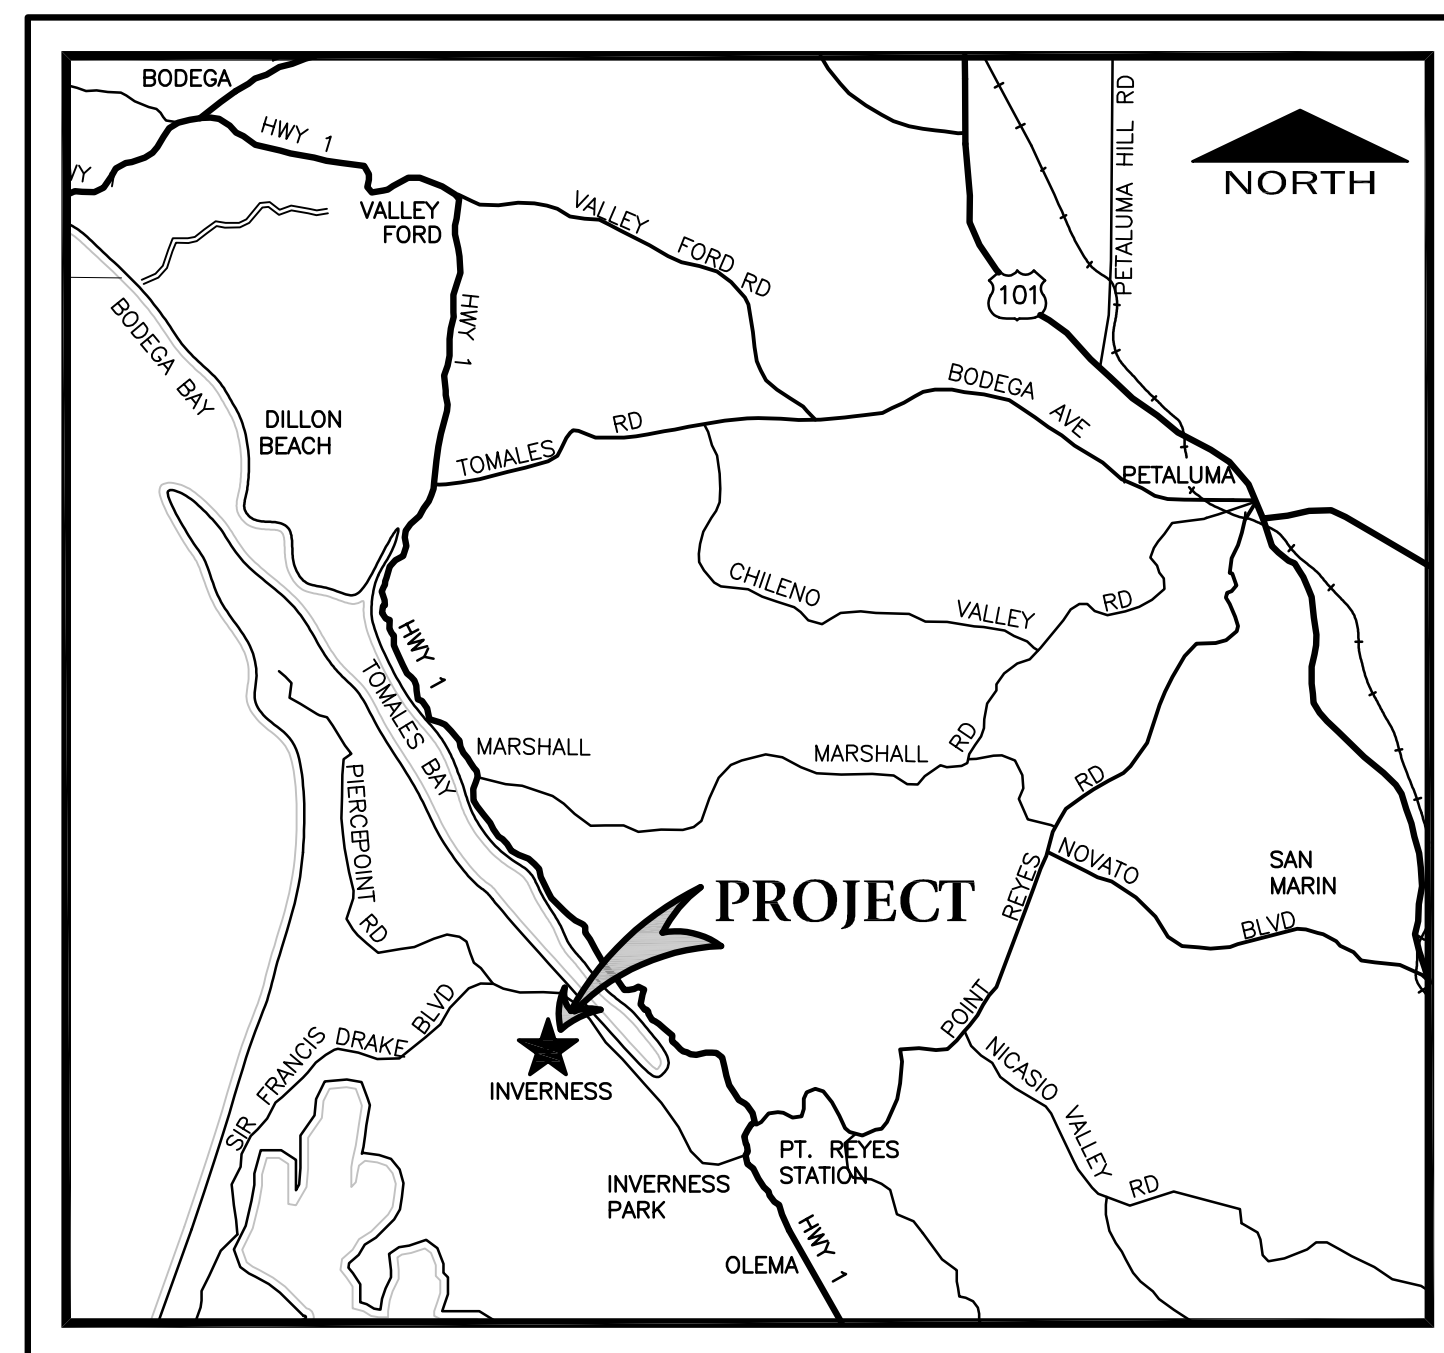 BODEGA
HWY 1
PETALUMA HILL RD
NORTH
VALLEY
FORD
VALLEY FORD RD
101
BODEGA BAY
HWY 1
DILLON
BEACH
TOMALES RD
BODEGA AVE
PETALUMA
CHILENO VALLEY RD
HWY 1
TOMALES BAY
MARSHALL
MARSHALL RD
PIERCEPOINT RD
PROJECT
POINT REYES RD
NOVATO BLVD
SAN
MARIN
SIR FRANCIS DRAKE BLVD
INVERNESS
NICASIO VALLEY RD
PT. REYES
STATION
INVERNESS
PARK
HWY 1
OLEMA